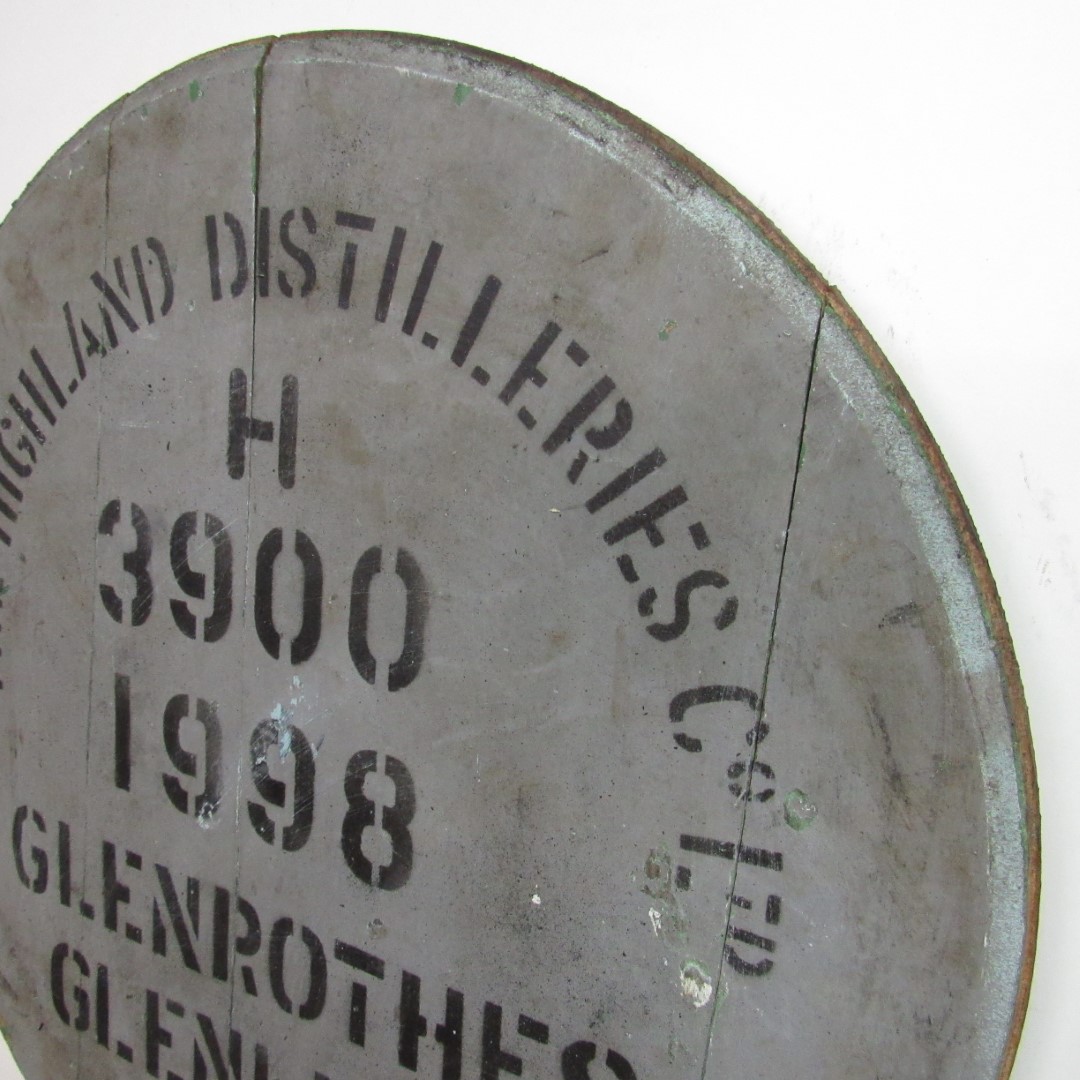 HIGHLAND DISTILLERIES Co LTD
H
3900
1998
GLENROTHES